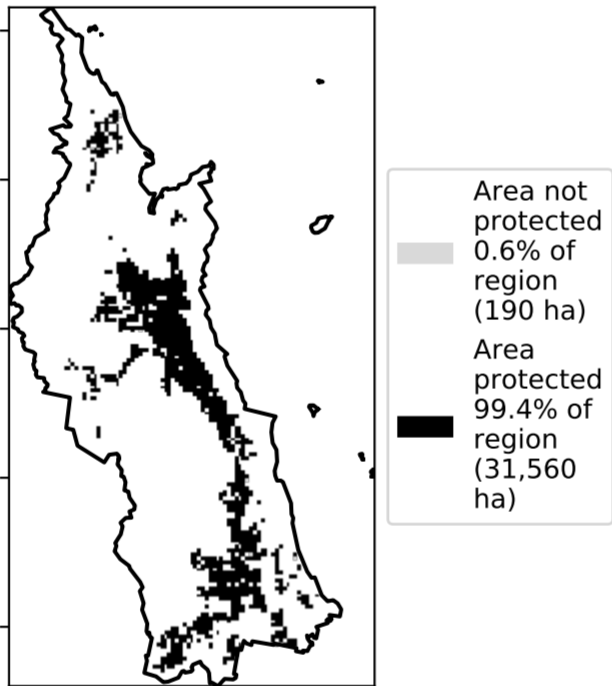 Area not
protected
0.6% of
region
(190 ha)
Area
protected
99.4% of
region
(31,560
ha)